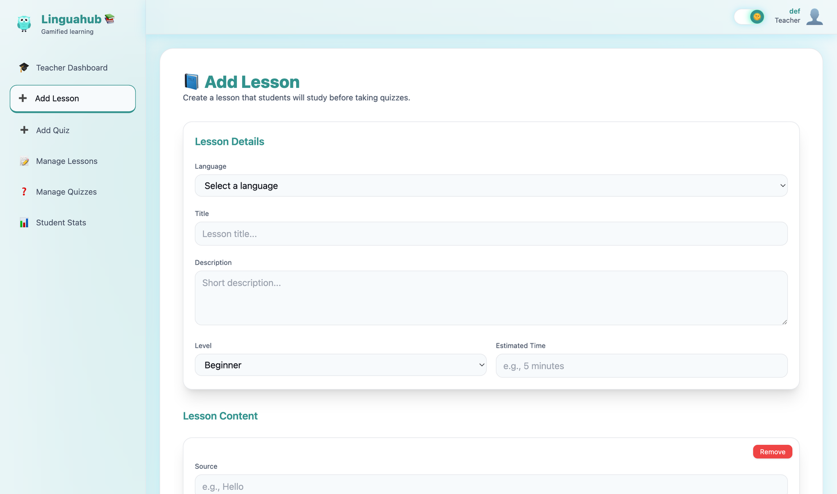 Linguahub
Gamified learning
def
Teacher
Teacher Dashboard
Add Lesson
Add Quiz
Manage Lessons
Manage Quizzes
Student Stats
Add Lesson
Create a lesson that students will study before taking quizzes.
Lesson Details
Language
Select a language
Title
Lesson title...
Description
Short description...
Level
Estimated Time
Beginner
e.g., 5 minutes
Lesson Content
Remove
Source
e.g., Hello